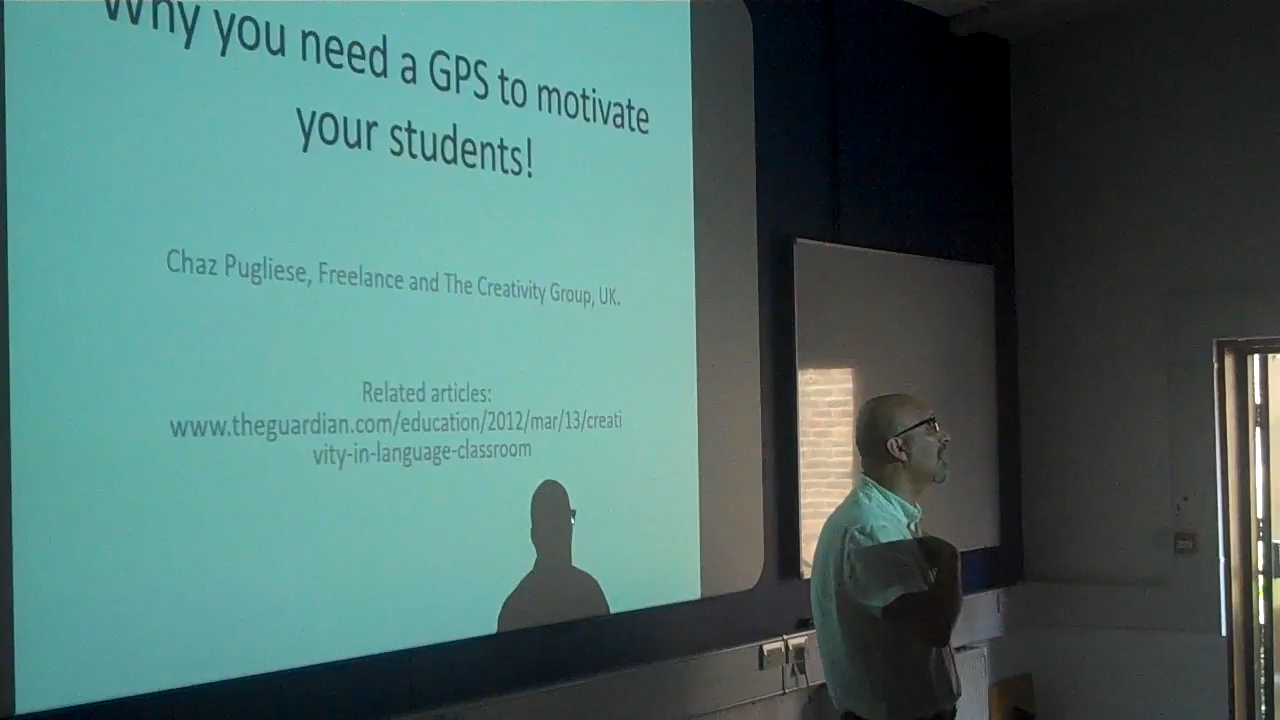 Why you need a GPS to motivate
your students!
Chaz Pugliese, Freelance and The Creativity Group, UK.
Related articles:
www.theguardian.com/education/2012/mar/13/creati
vity-in-language-classroom